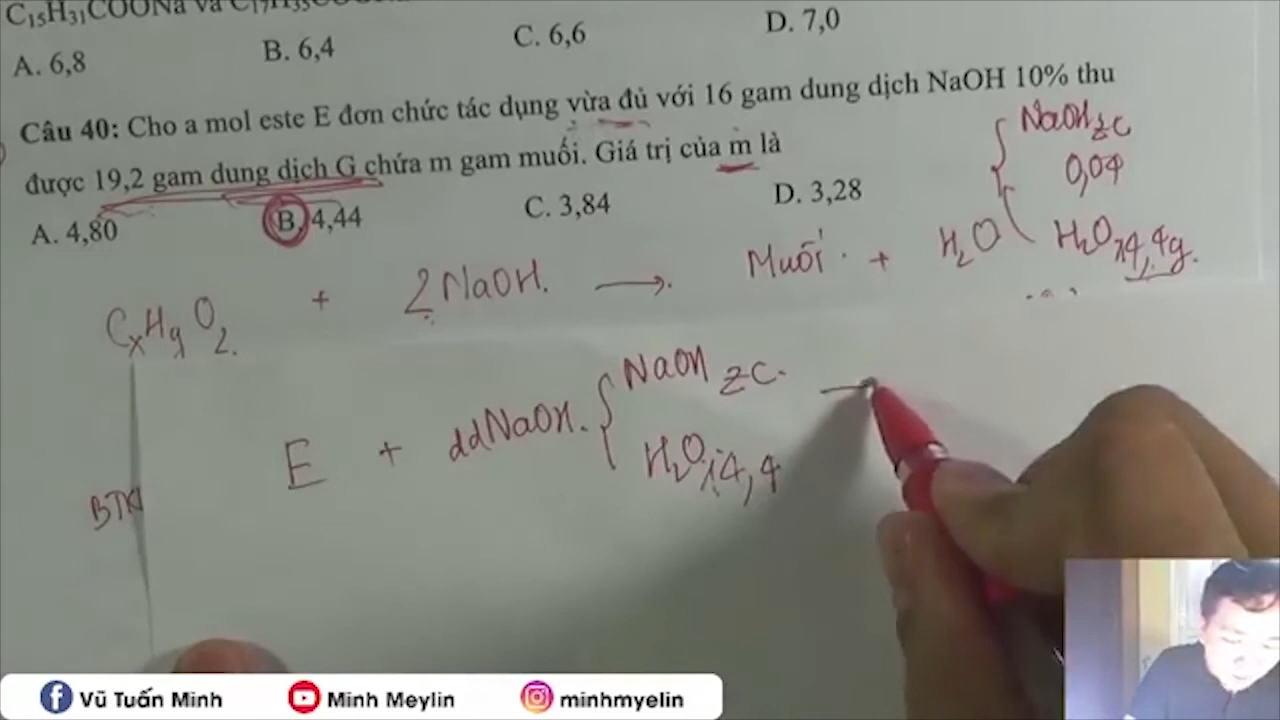 C₁₅H₃₁COONa và
A. 6,8 B. 6,4 C. 6,6 D. 7,0
Câu 40: Cho a mol este E đơn chức tác dụng vừa đủ với 16 gam dung dịch NaOH 10% thu
được 19,2 gam dung dịch G chứa m gam muối. Giá trị của m là
A. 4,80 B. 4,44 C. 3,84 D. 3,28
NaOH
0,04
H₂O 14,4g.
CₓHyO₂ + 2NaOH. → Muối + H₂O
E + ddNaOH. { NaOH
H₂O 14,4
Vũ Tuấn Minh Minh Meylin minhmyelin